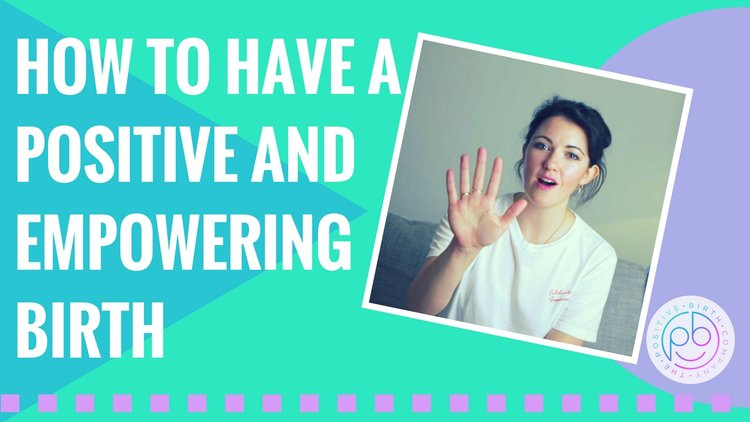 HOW TO HAVE A
POSITIVE AND
EMPOWERING
BIRTH
THE • POSITIVE • BIRTH • COMPANY •
pb